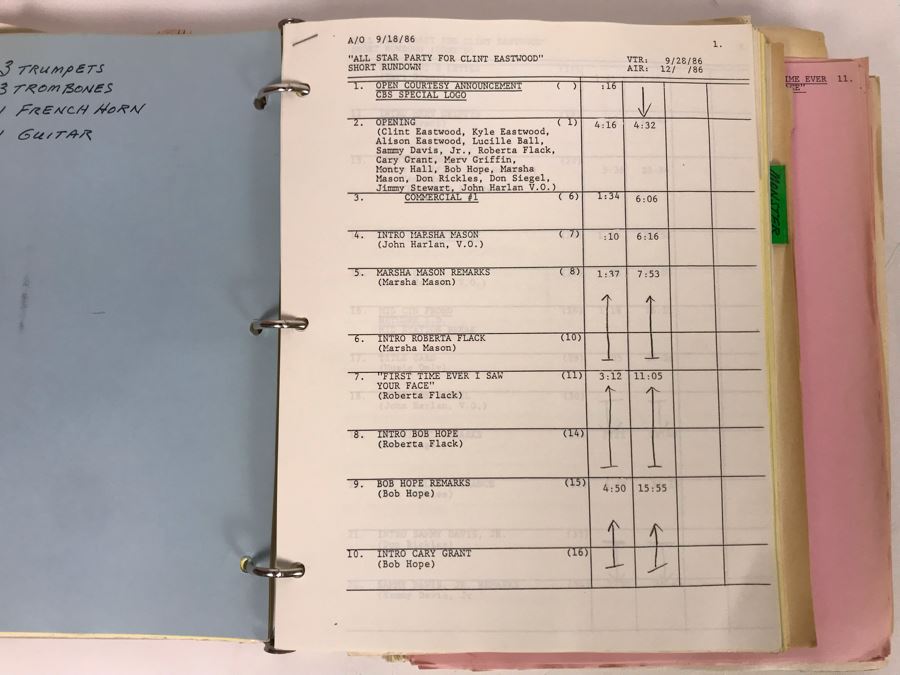 3 TRUMPETS
3 TROMBONES
1 FRENCH HORN
1 GUITAR
A/O 9/18/86
1.
"ALL STAR PARTY FOR CLINT EASTWOOD"
SHORT RUNDOWN
VTR: 9/28/86
AIR: 12/ /86
1. OPEN COURTESY ANNOUNCEMENT ( ) :16
CBS SPECIAL LOGO
2. OPENING ( 1) 4:16 4:32
(Clint Eastwood, Kyle Eastwood,
Alison Eastwood, Lucille Ball,
Sammy Davis, Jr., Roberta Flack,
Cary Grant, Merv Griffin,
Monty Hall, Bob Hope, Marsha
Mason, Don Rickles, Don Siegel,
Jimmy Stewart, John Harlan V.O.)
3. COMMERCIAL #1 ( 6) 1:34 6:06
4. INTRO MARSHA MASON ( 7) :10 6:16
(John Harlan, V.O.)
5. MARSHA MASON REMARKS ( 8) 1:37 7:53
(Marsha Mason)
6. INTRO ROBERTA FLACK (10)
(Marsha Mason)
7. "FIRST TIME EVER I SAW (11) 3:12 11:05
YOUR FACE"
(Roberta Flack)
8. INTRO BOB HOPE (14)
(Roberta Flack)
9. BOB HOPE REMARKS (15) 4:50 15:55
(Bob Hope)
10. INTRO CARY GRANT (16)
(Bob Hope)
MONSTER
IME EVER 11.